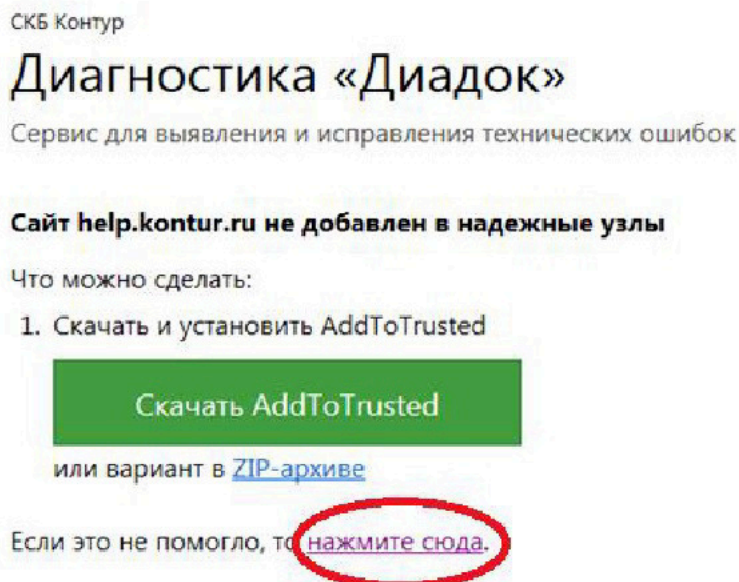 СКБ Контур
Диагностика «Диадок»
Сервис для выявления и исправления технических ошибок
Сайт help.kontur.ru не добавлен в надежные узлы
Что можно сделать:
1. Скачать и установить AddToTrusted
Скачать AddToTrusted
или вариант в ZIP-архиве
Если это не помогло, то нажмите сюда.